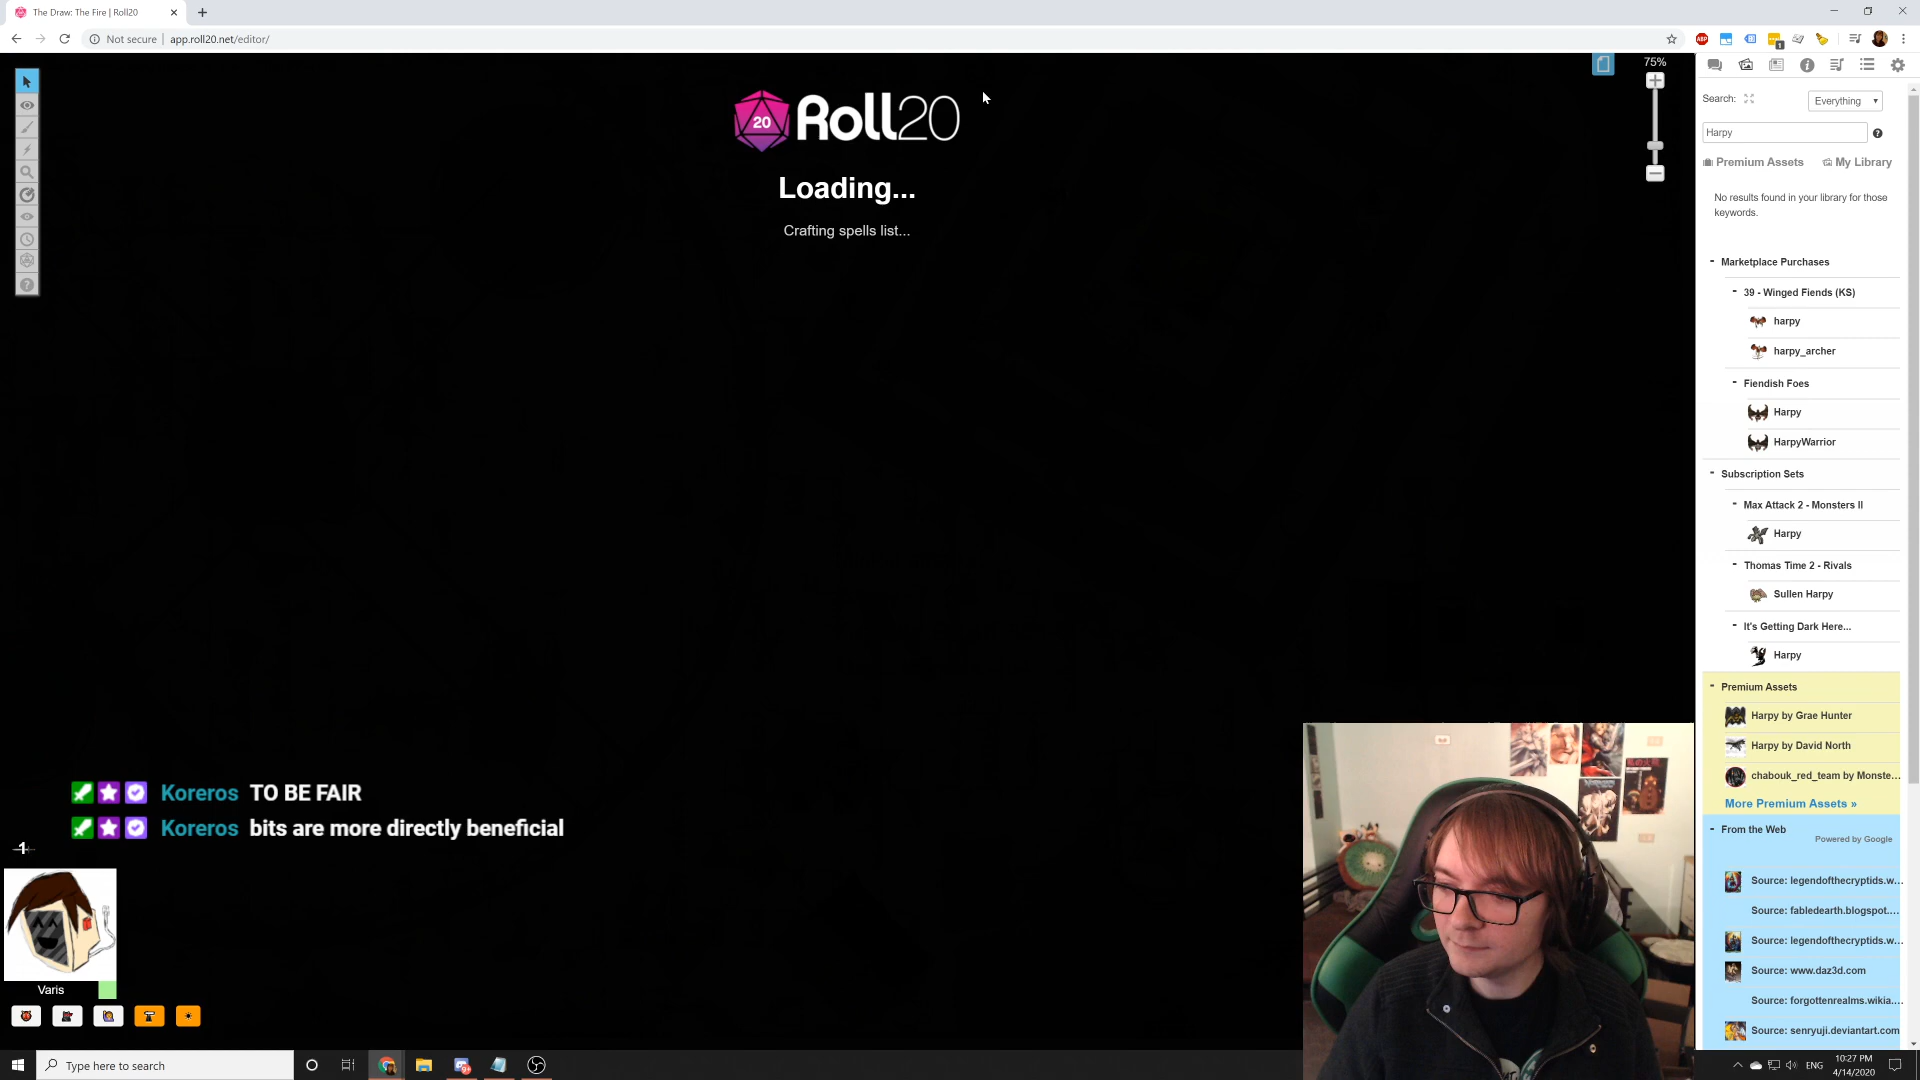 The Draw: The Fire | Roll20
Not secure | app.roll20.net/editor/
ABP
1
75%
20
Roll20
Loading...
Crafting spells list...
Search:
Everything
Harpy
Premium Assets
My Library
No results found in your library for those
keywords.
- Marketplace Purchases
- 39 - Winged Fiends (KS)
harpy
harpy_archer
- Fiendish Foes
Harpy
HarpyWarrior
- Subscription Sets
- Max Attack 2 - Monsters II
Harpy
- Thomas Time 2 - Rivals
Sullen Harpy
- It's Getting Dark Here...
Harpy
- Premium Assets
Harpy by Grae Hunter
Harpy by David North
chabouk_red_team by Monste...
More Premium Assets »
- From the Web
Powered by Google
Source: legendofthecryptids.w...
Source: fabledearth.blogspot....
Source: legendofthecryptids.w...
Source: www.daz3d.com
Source: forgottenrealms.wikia....
Source: senryuji.deviantart.com
Koreros TO BE FAIR
Koreros bits are more directly beneficial
-1
Varis
Type here to search
9+
ENG
10:27 PM
4/14/2020